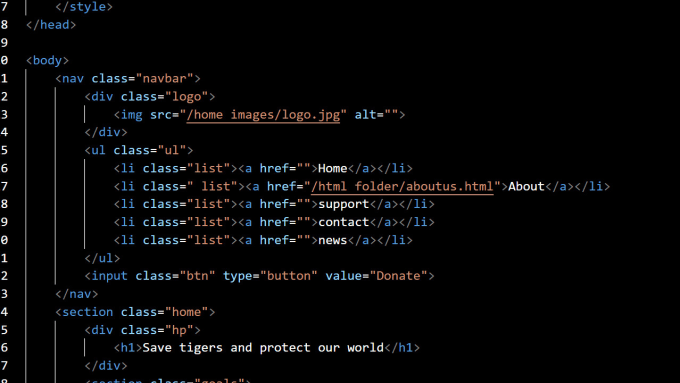 7 </style>
8 </head>
9
0 <body>
1 <nav class="navbar">
2 <div class="logo">
3 <img src="/home images/logo.jpg" alt="">
4 </div>
5 <ul class="ul">
6 <li class="list"><a href="">Home</a></li>
7 <li class=" list"><a href="/html folder/aboutus.html">About</a></li>
8 <li class="list"><a href="">support</a></li>
9 <li class="list"><a href="">contact</a></li>
0 <li class="list"><a href="">news</a></li>
1 </ul>
2 <input class="btn" type="button" value="Donate">
3 </nav>
4 <section class="home">
5 <div class="hp">
6 <h1>Save tigers and protect our world</h1>
7 </div>
8 <section class="goals">